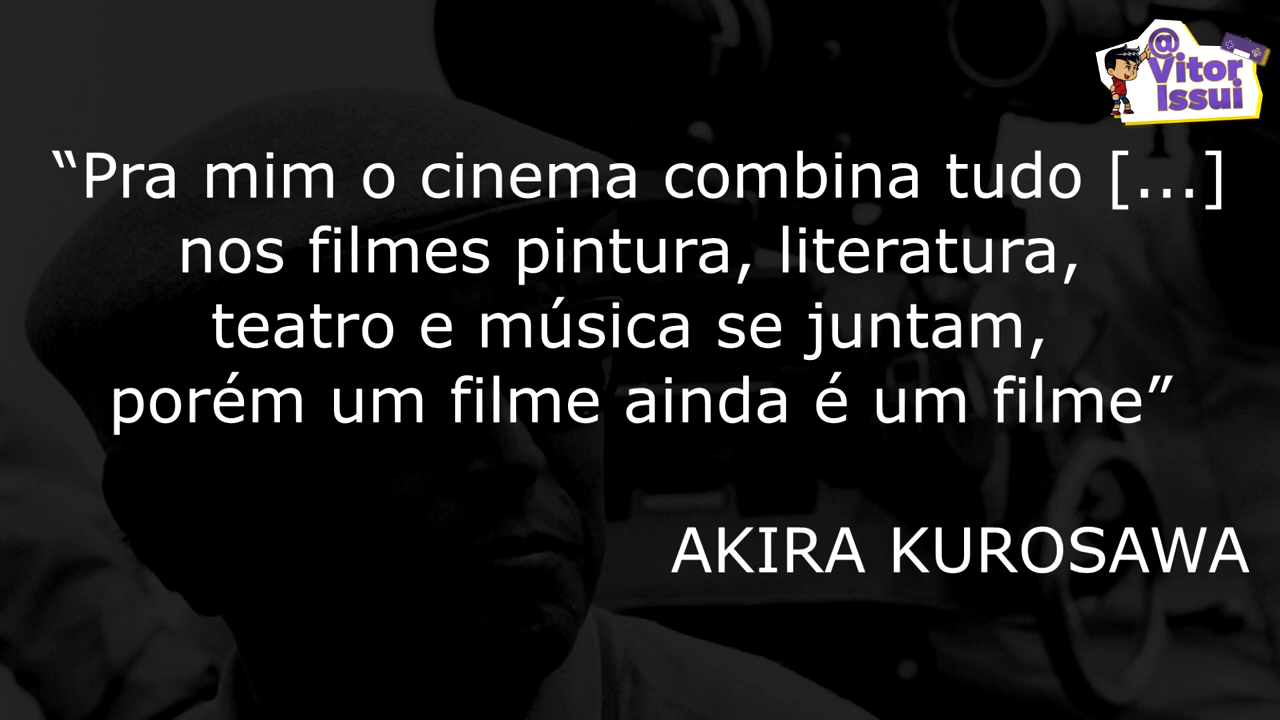 @
Vitor
Issui
“Pra mim o cinema combina tudo [...]
nos filmes pintura, literatura,
teatro e música se juntam,
porém um filme ainda é um filme”
AKIRA KUROSAWA